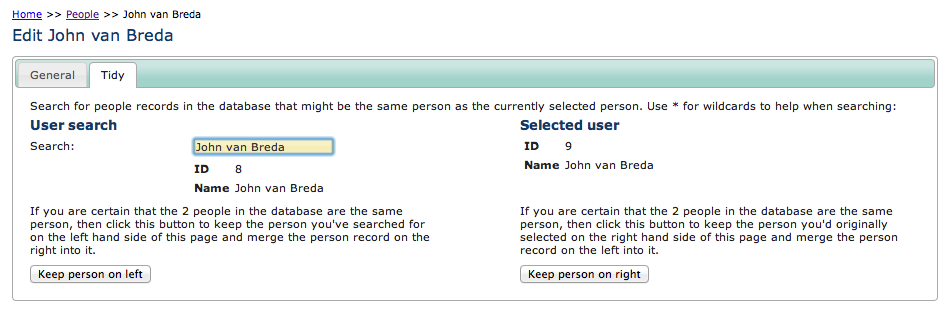 Home >> People >> John van Breda
Edit John van Breda
General Tidy
Search for people records in the database that might be the same person as the currently selected person. Use * for wildcards to help when searching:
User search
Search: John van Breda
ID 8
Name John van Breda
If you are certain that the 2 people in the database are the same
person, then click this button to keep the person you've searched for
on the left hand side of this page and merge the person record on the
right into it.
Keep person on left
Selected user
ID 9
Name John van Breda
If you are certain that the 2 people in the database are the same
person, then click this button to keep the person you'd originally
selected on the right hand side of this page and merge the person
record on the left into it.
Keep person on right